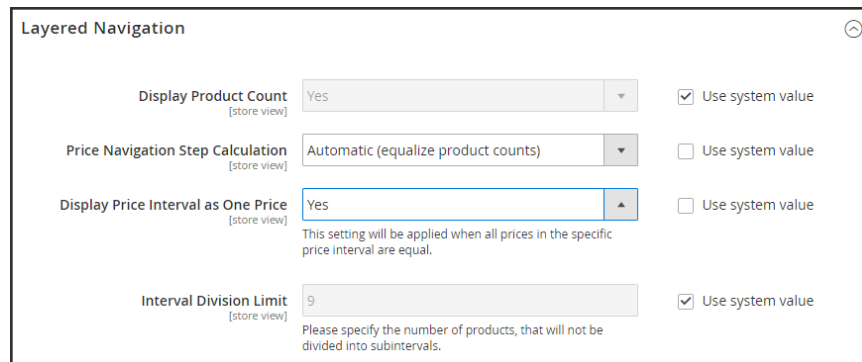 Layered Navigation
Display Product Count
[store view]
Yes
Use system value
Price Navigation Step Calculation
[store view]
Automatic (equalize product counts)
Use system value
Display Price Interval as One Price
[store view]
Yes
Use system value
This setting will be applied when all prices in the specific
price interval are equal.
Interval Division Limit
[store view]
9
Use system value
Please specify the number of products, that will not be
divided into subintervals.